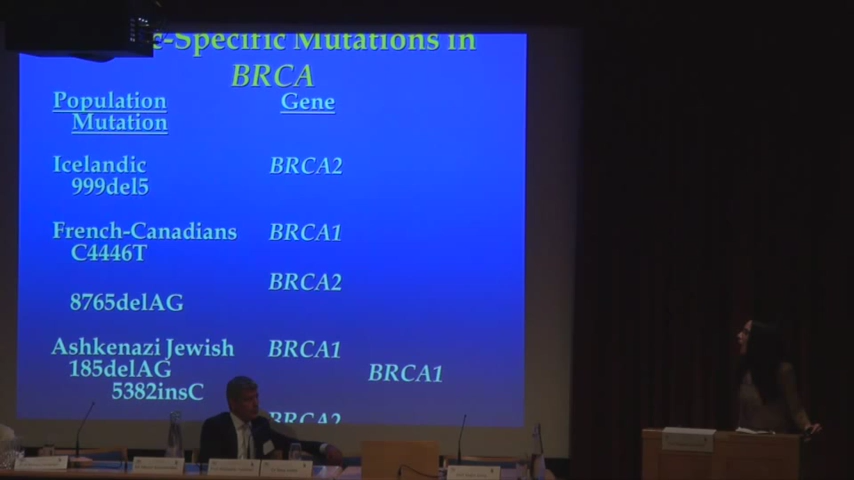 c-Specific Mutations in
BRCA
Population Gene
Mutation
Icelandic BRCA2
999del5
French-Canadians BRCA1
C4446T
BRCA2
8765delAG
Ashkenazi Jewish BRCA1
185delAG BRCA1
5382insC
BRCA2